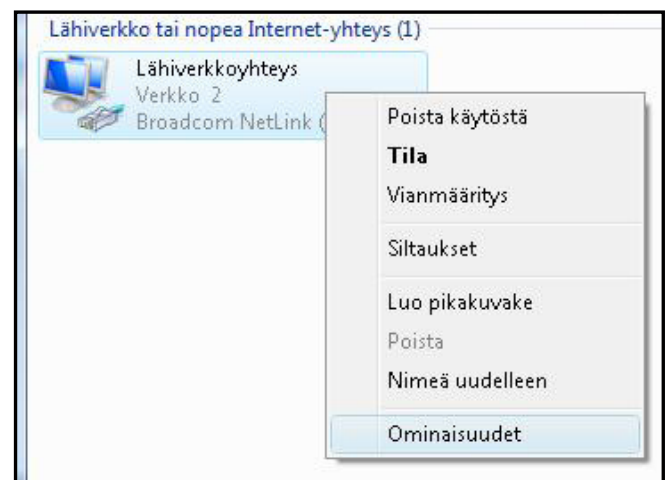 Lähiverkko tai nopea Internet-yhteys (1)
Lähiverkkoyhteys
Verkko 2
Broadcom NetLink (
Poista käytöstä
Tila
Vianmääritys
Siltaukset
Luo pikakuvake
Poista
Nimeä uudelleen
Ominaisuudet